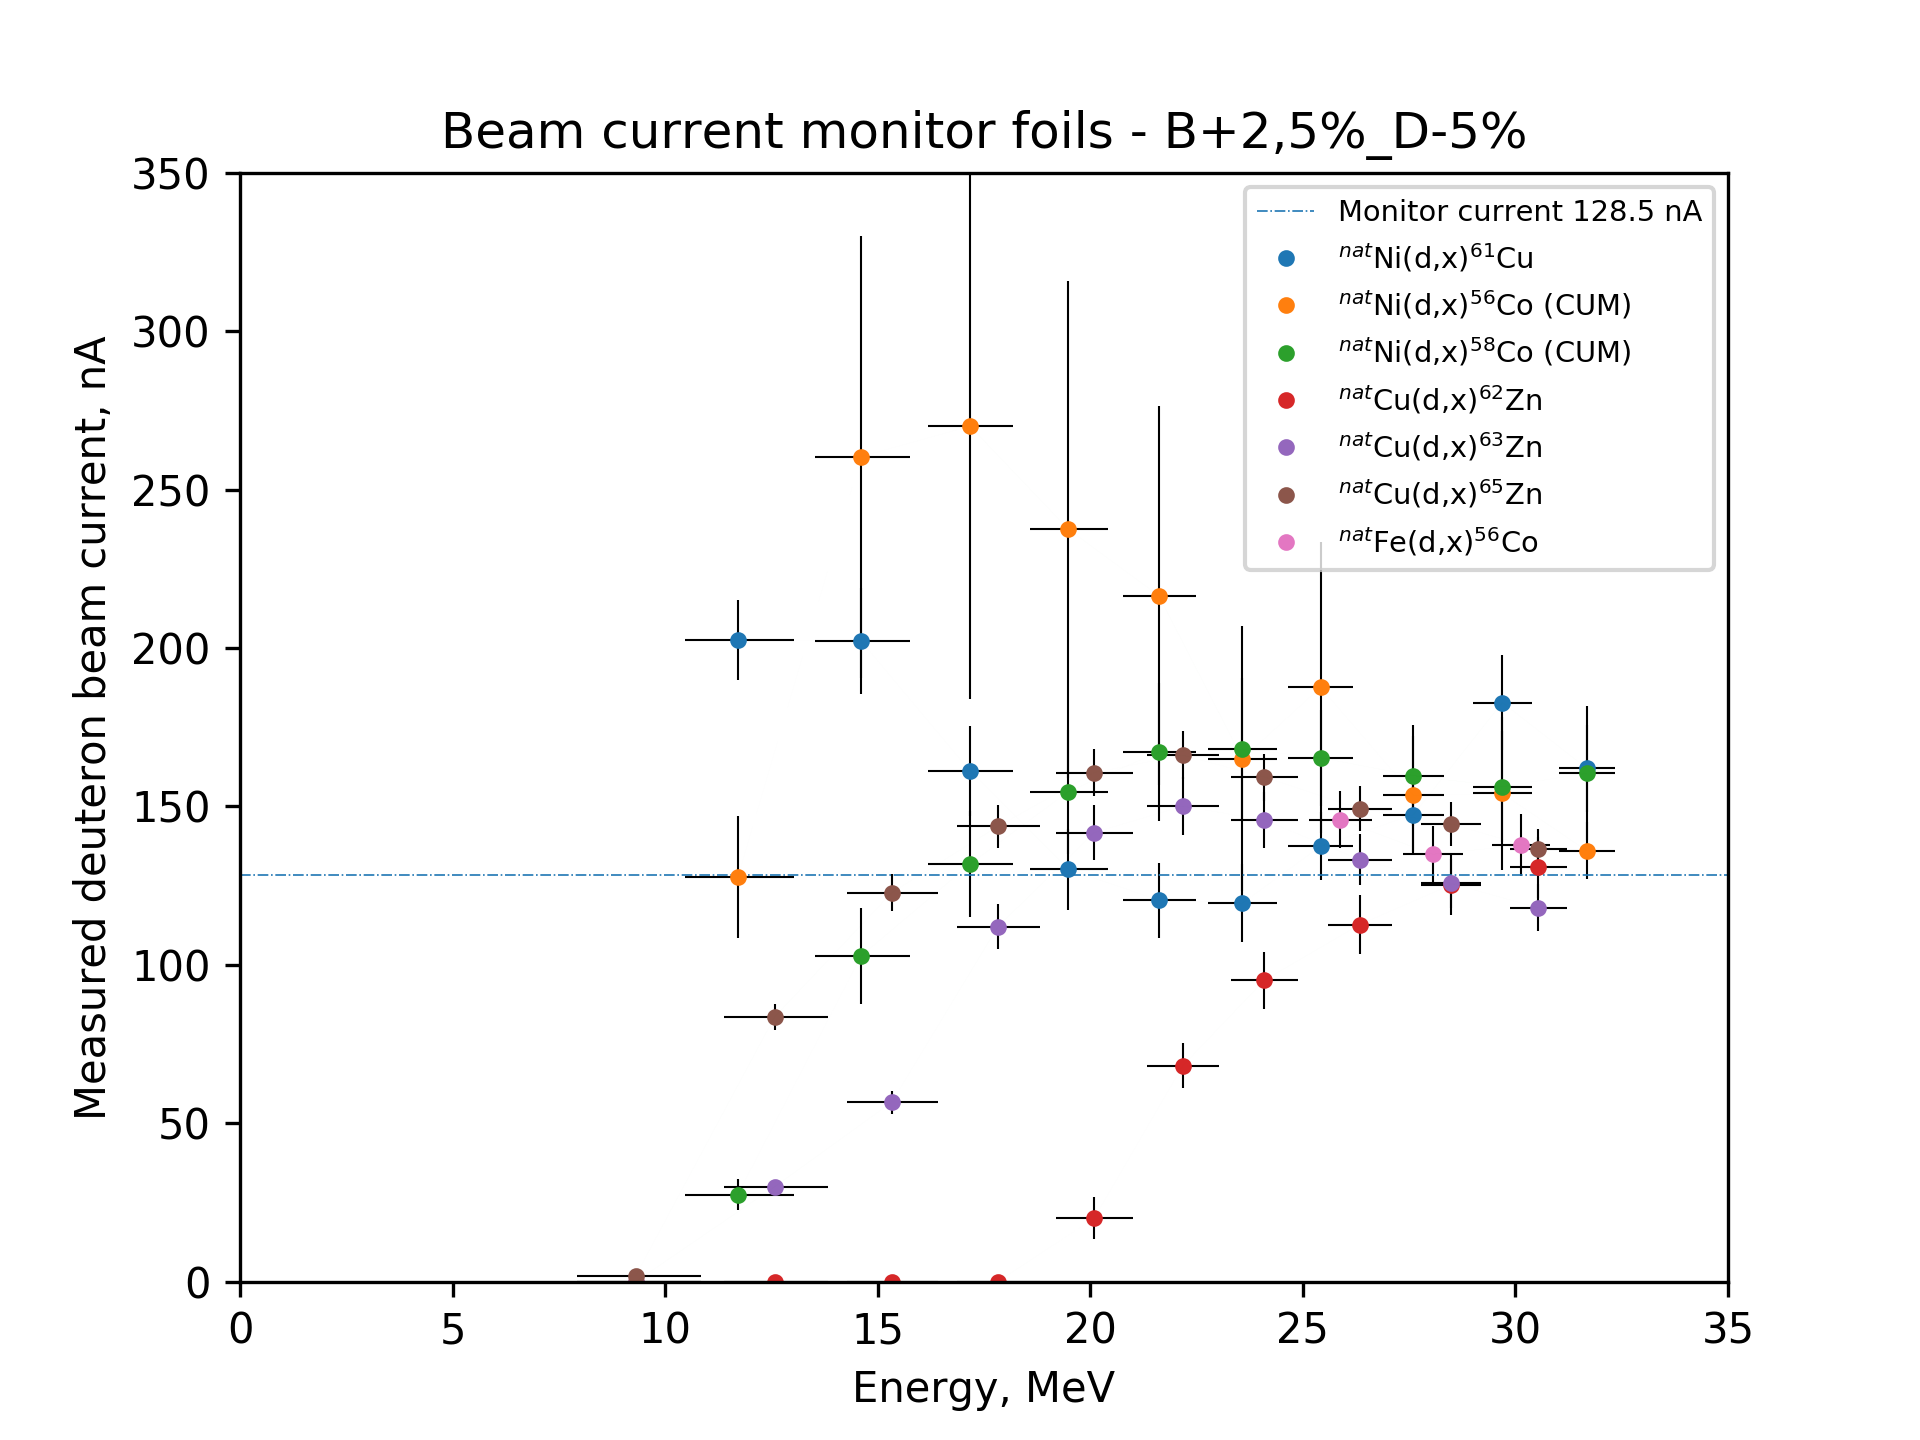 Beam current monitor foils - B+2,5%_D-5%
350
300
250
200
150
100
50
0
Measured deuteron beam current, nA
Monitor current 128.5 nA
ⁿᵃᵗNi(d,x)⁶¹Cu
ⁿᵃᵗNi(d,x)⁵⁶Co (CUM)
ⁿᵃᵗNi(d,x)⁵⁸Co (CUM)
ⁿᵃᵗCu(d,x)⁶²Zn
ⁿᵃᵗCu(d,x)⁶³Zn
ⁿᵃᵗCu(d,x)⁶⁵Zn
ⁿᵃᵗFe(d,x)⁵⁶Co
0 5 10 15 20 25 30 35
Energy, MeV